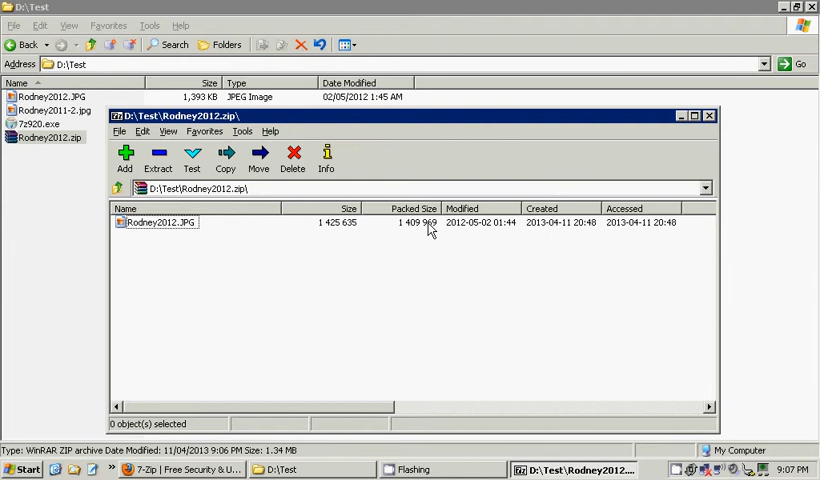 D:\Test
File Edit View Favorites Tools Help
Back Search Folders
Address D:\Test Go
Name Size Type Date Modified
Rodney2012.JPG 1,393 KB JPEG Image 02/05/2012 1:45 AM
Rodney2011-2.jpg
7z920.exe
Rodney2012.zip
D:\Test\Rodney2012.zip\
File Edit View Favorites Tools Help
Add Extract Test Copy Move Delete Info
D:\Test\Rodney2012.zip\
Name Size Packed Size Modified Created Accessed
Rodney2012.JPG 1 425 635 1 409 969 2012-05-02 01:44 2013-04-11 20:48 2013-04-11 20:48
0 object(s) selected
Type: WinRAR ZIP archive Date Modified: 11/04/2013 9:06 PM Size: 1.34 MB My Computer
Start 7-Zip | Free Security & U... D:\Test Flashing D:\Test\Rodney2012.... 9:07 PM